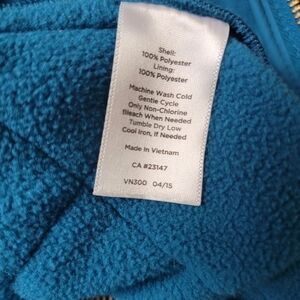 Shell:
100% Polyester
Lining:
100% Polyester
Machine Wash Cold
Gentle Cycle
Only Non-Chlorine
Bleach When Needed
Tumble Dry Low
Cool Iron, If Needed
Made In Vietnam
CA #23147
VN300 04/15